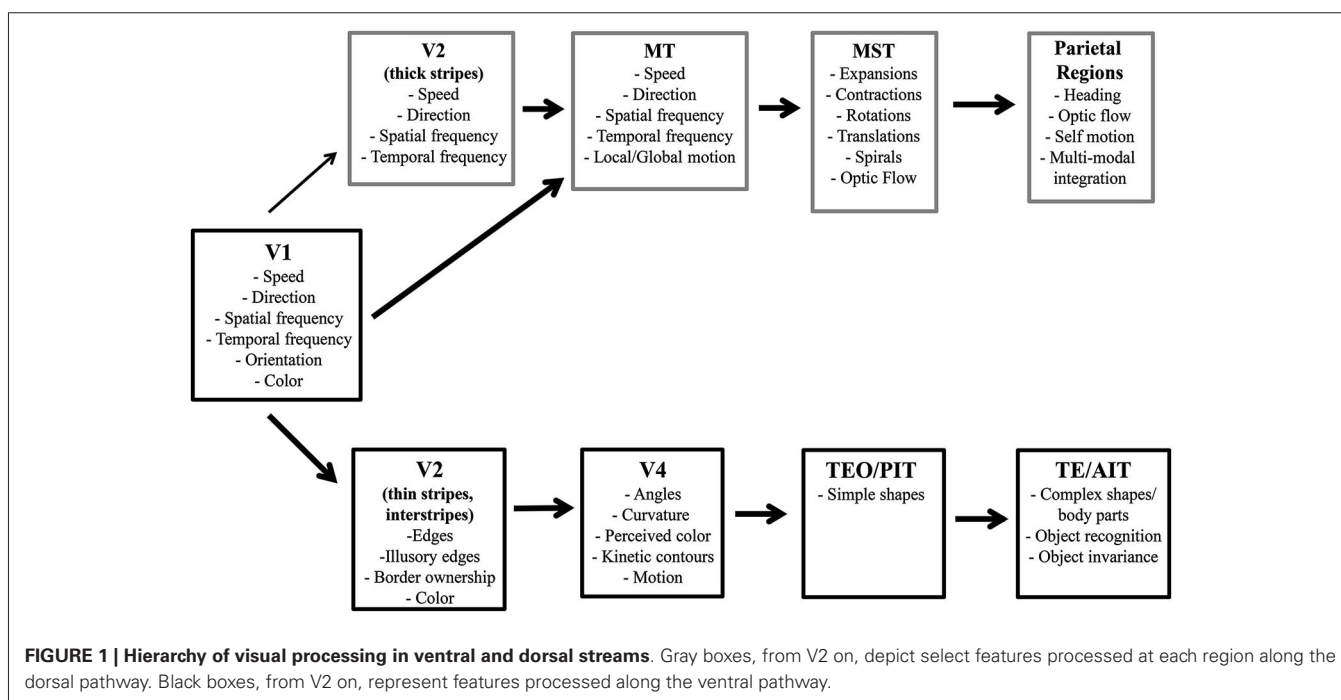 V2
(thick stripes)
- Speed
- Direction
- Spatial frequency
- Temporal frequency
MT
- Speed
- Direction
- Spatial frequency
- Temporal frequency
- Local/Global motion
MST
- Expansions
- Contractions
- Rotations
- Translations
- Spirals
- Optic Flow
Parietal
Regions
- Heading
- Optic flow
- Self motion
- Multi-modal
integration
V1
- Speed
- Direction
- Spatial frequency
- Temporal frequency
- Orientation
- Color
V2
(thin stripes,
interstripes)
-Edges
-Illusory edges
- Border ownership
- Color
V4
- Angles
- Curvature
- Perceived color
- Kinetic contours
- Motion
TEO/PIT
- Simple shapes
TE/AIT
- Complex shapes/
body parts
- Object recognition
- Object invariance
FIGURE 1 | Hierarchy of visual processing in ventral and dorsal streams. Gray boxes, from V2 on, depict select features processed at each region along the
dorsal pathway. Black boxes, from V2 on, represent features processed along the ventral pathway.